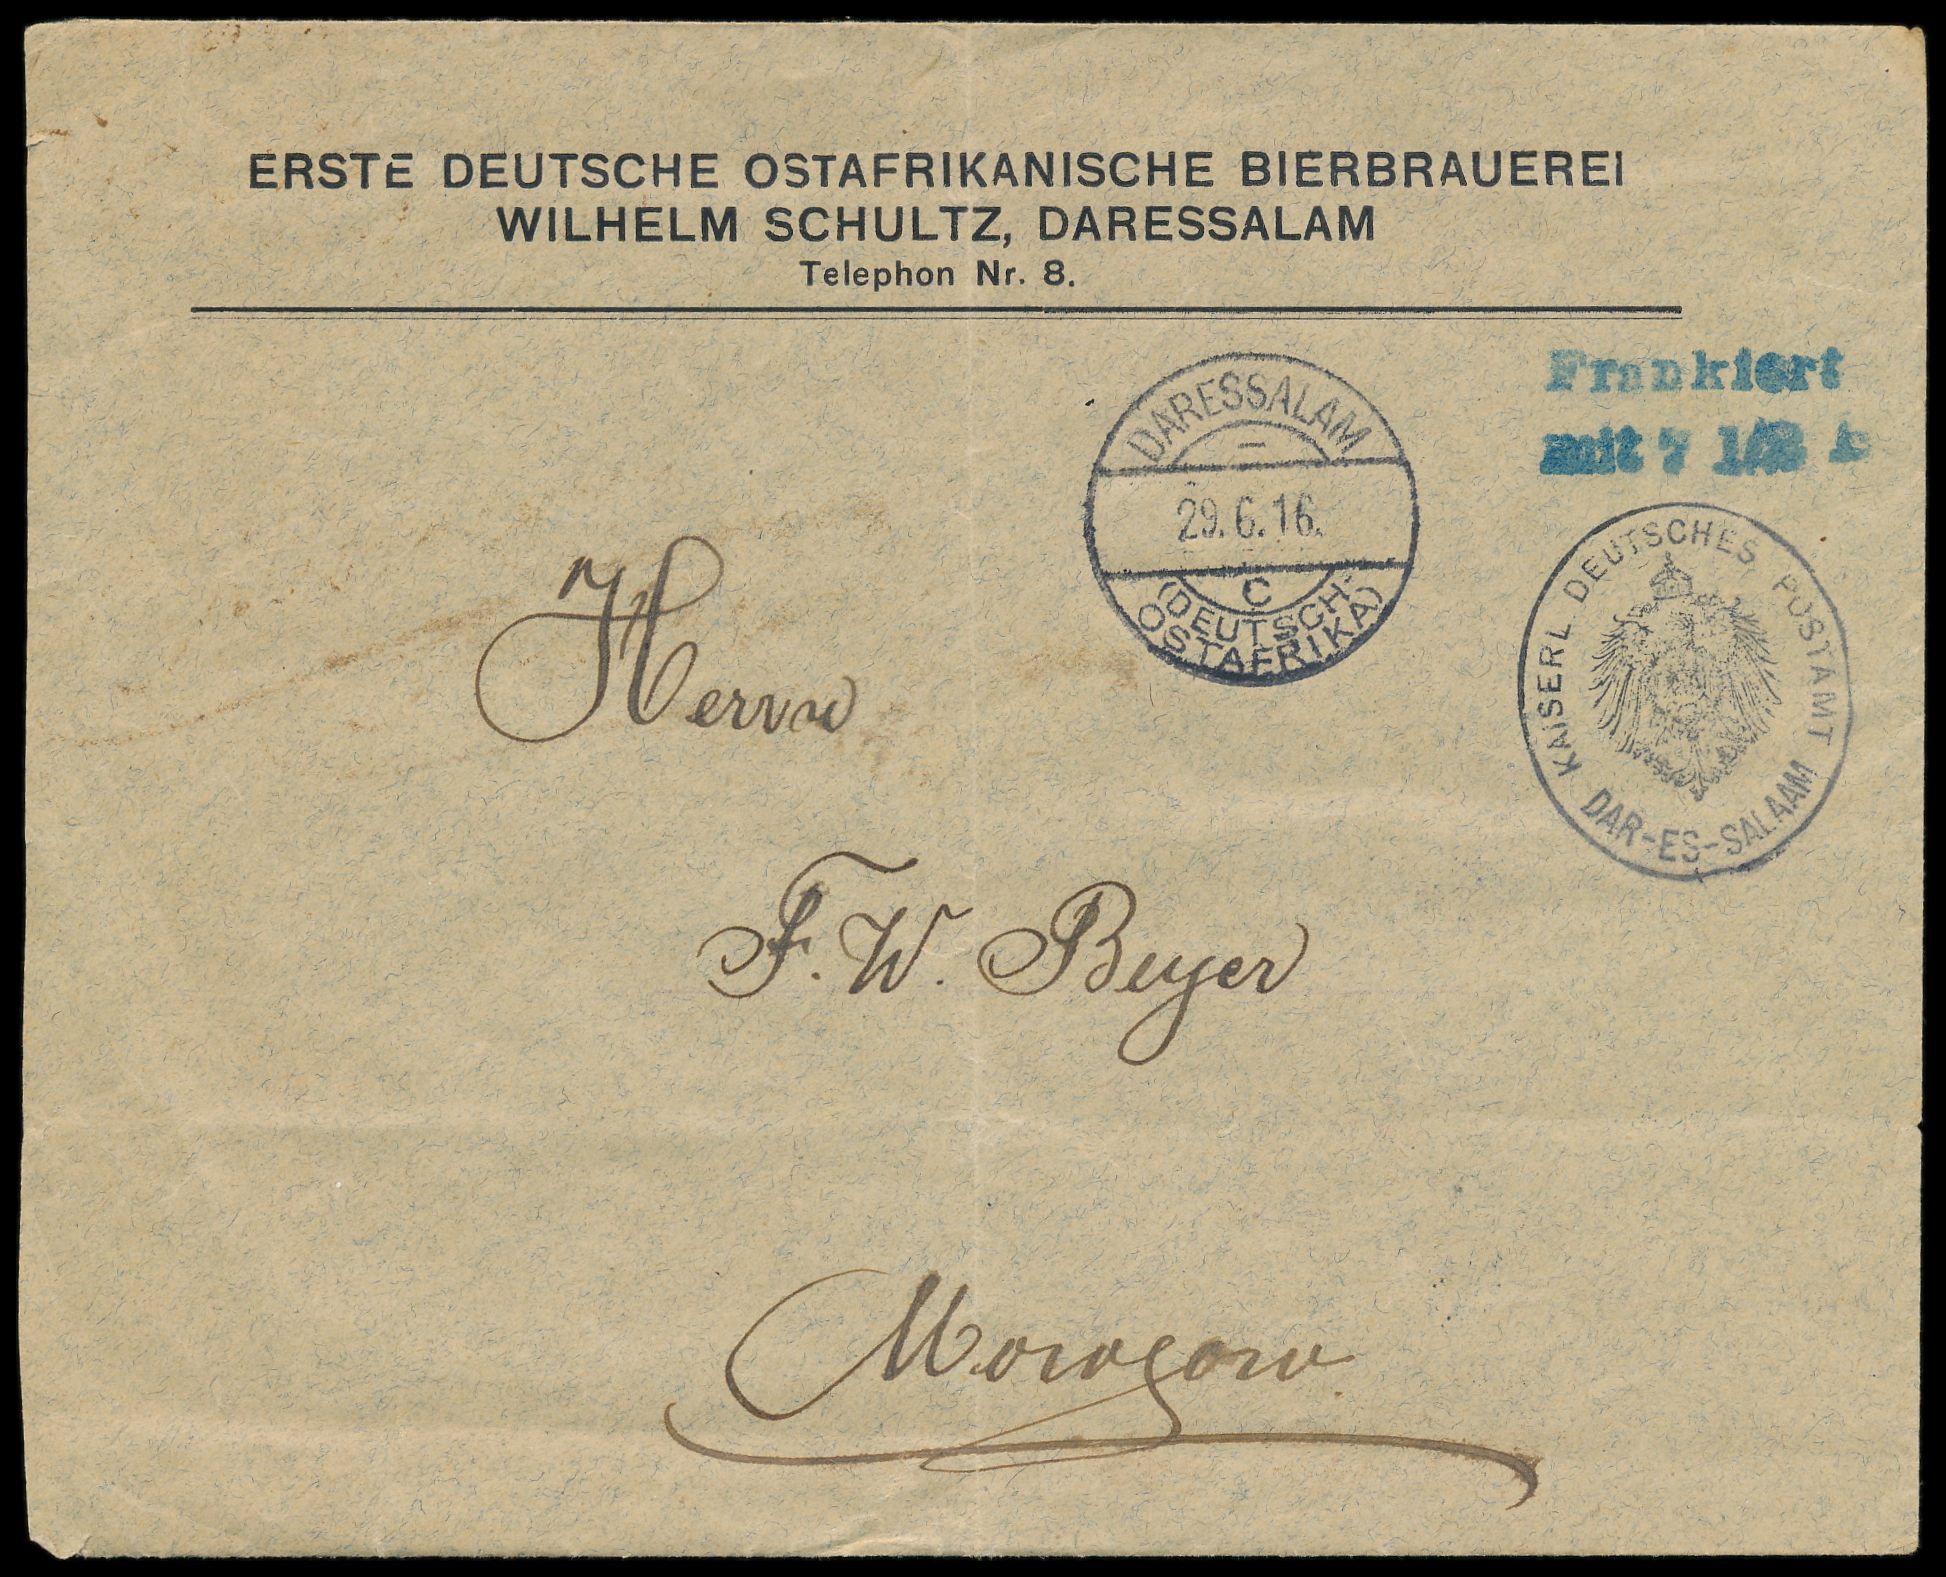 ERSTE DEUTSCHE OSTAFRIKANISCHE BIERBRAUEREI
WILHELM SCHULTZ, DARESSALAM
Telephon Nr. 8.
Frankiert
mit 7 1/2
DARESSALAM
29.6.16.
C
(DEUTSCH-
OSTAFRIKA)
KAISERL DEUTSCHES POSTAMT
DAR-ES-SALAAM
Herrn
F. W. Beyer
Morogoro